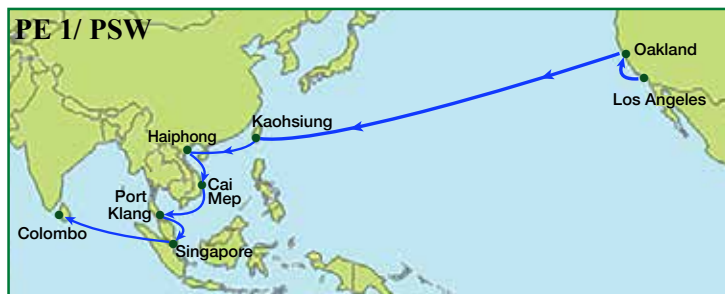 PE 1/ PSW
Oakland
Los Angeles
Kaohsiung
Haiphong
Cai
Mep
Port
Klang
Colombo
Singapore